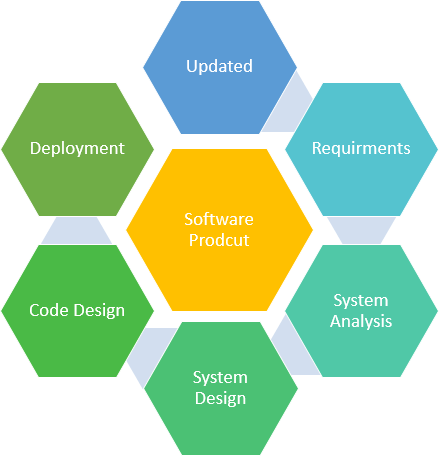 Updated
Deployment
Requirments
Software
Prodcut
Code Design
System
Analysis
System
Design